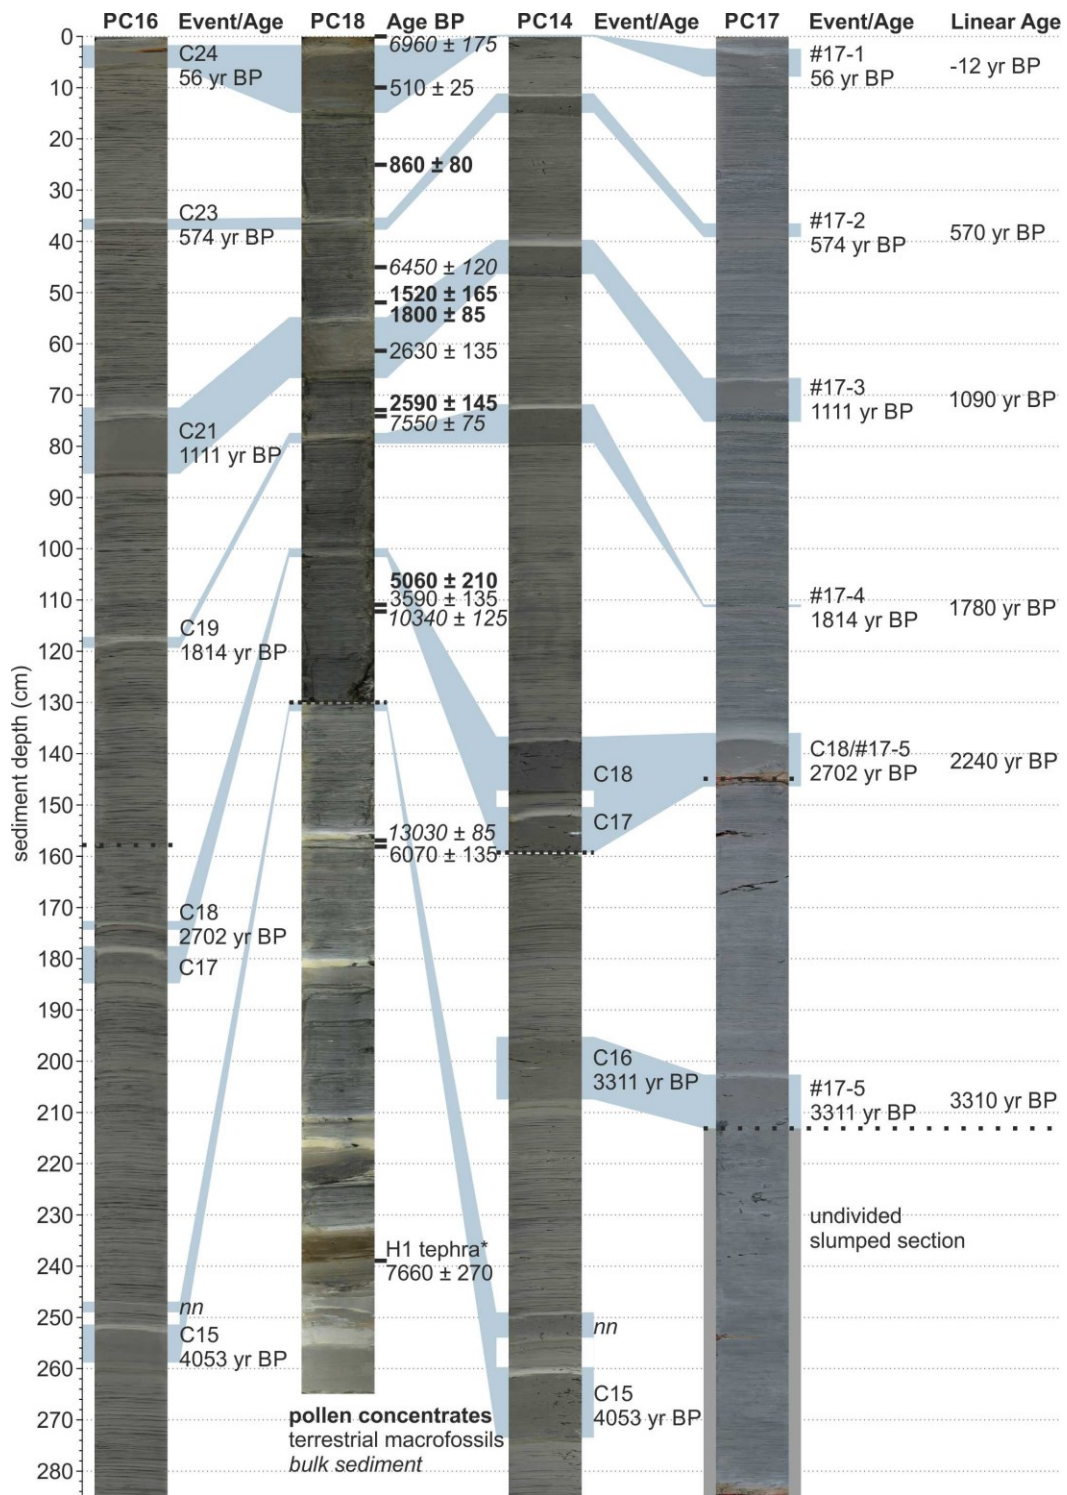 PC16 Event/Age PC18 Age BP PC14 Event/Age PC17 Event/Age Linear Age
0
10
20
30
40
50
60
70
80
90
100
110
120
130
140
150
160
170
180
190
200
210
220
230
240
250
260
270
280
sediment depth (cm)
C24
56 yr BP
C23
574 yr BP
C21
1111 yr BP
C19
1814 yr BP
C18
2702 yr BP
C17
nn
C15
4053 yr BP
6960 ± 175
510 ± 25
860 ± 80
6450 ± 120
1520 ± 165
1800 ± 85
2630 ± 135
2590 ± 145
7550 ± 75
5060 ± 210
3590 ± 135
10340 ± 125
13030 ± 85
6070 ± 135
H1 tephra*
7660 ± 270
pollen concentrates
terrestrial macrofossils
bulk sediment
C18
C17
C16
3311 yr BP
nn
C15
4053 yr BP
#17-1
56 yr BP
#17-2
574 yr BP
#17-3
1111 yr BP
#17-4
1814 yr BP
C18/#17-5
2702 yr BP
#17-5
3311 yr BP
undivided
slumped section
-12 yr BP
570 yr BP
1090 yr BP
1780 yr BP
2240 yr BP
3310 yr BP